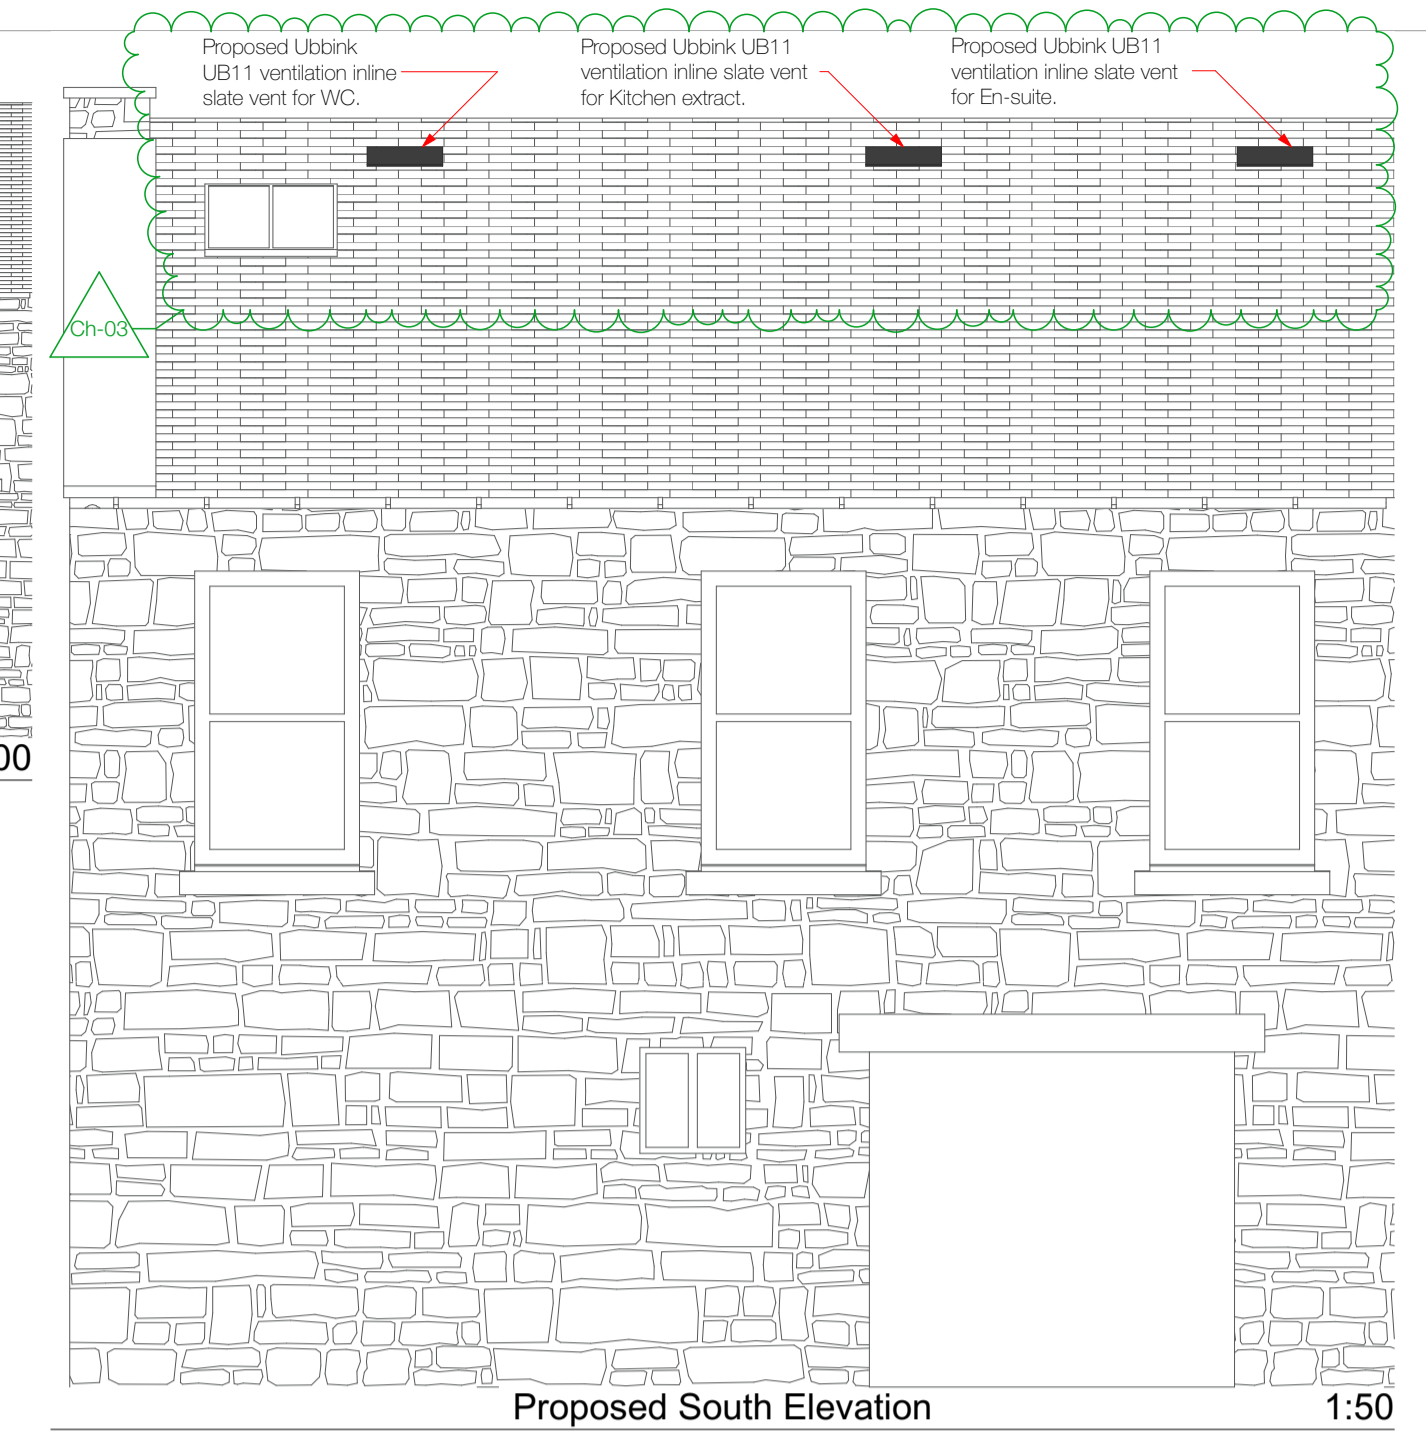 Proposed Ubbink
UB11 ventilation inline
slate vent for WC.
Proposed Ubbink UB11
ventilation inline slate vent
for Kitchen extract.
Proposed Ubbink UB11
ventilation inline slate vent
for En-suite.
Ch-03
00
Proposed South Elevation
1:50